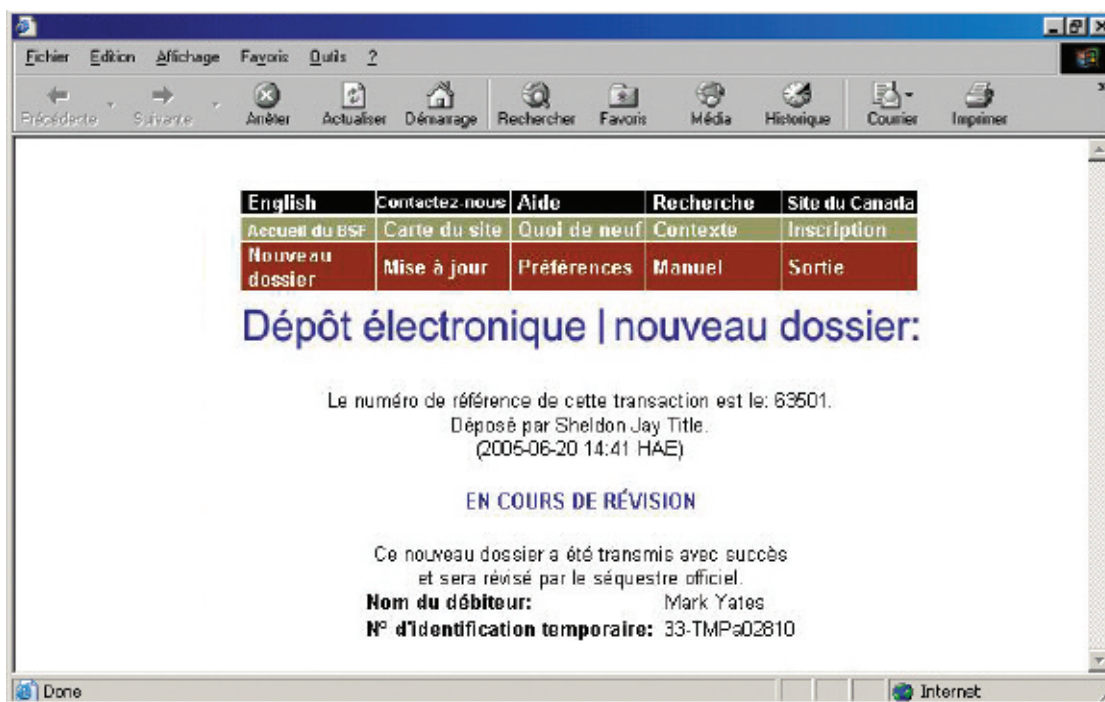 Fichier Edition Affichage Favoris Outils ?
Précédente Suivante Arrêter Actualiser Démarrage Rechercher Favoris Média Historique Courrier Imprimer
English Contactez-nous Aide Recherche Site du Canada
Accueil du BSF Carte du site Quoi de neuf Contexte Inscription
Nouveau dossier Mise à jour Préférences Manuel Sortie
Dépôt électronique | nouveau dossier:
Le numéro de référence de cette transaction est le: 63501.
Déposé par Sheldon Jay Title.
(2005-06-20 14:41 HAE)
EN COURS DE RÉVISION
Ce nouveau dossier a été transmis avec succès
et sera révisé par le séquestre officiel.
Nom du débiteur: Mark Yates
Nº d'identification temporaire: 33-TMPa02810
Done Internet